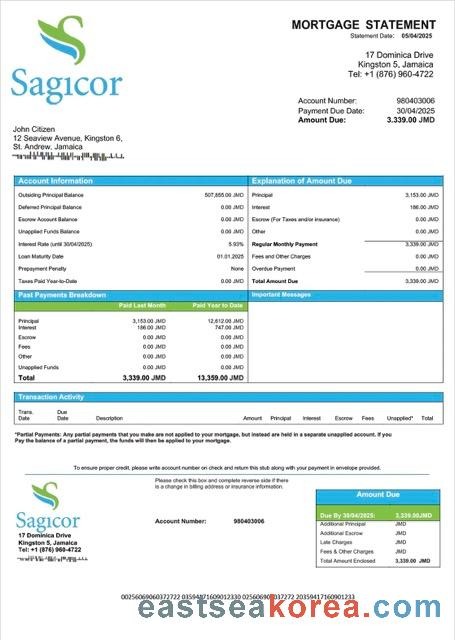 MORTGAGE STATEMENT
Statement Date: 05/04/2025
Sagicor
17 Dominica Drive
Kingston 5, Jamaica
Tel: +1 (876) 960-4722
Account Number: 980403006
Payment Due Date: 30/04/2025
Amount Due: 3.339.00 JMD
John Citizen
12 Seaview Avenue, Kingston 6,
St. Andrew, Jamaica
Account Information
Outsiding Principal Balance 507,855.00 JMD
Deferred Principal Balance 0.00 JMD
Escrow Account Balance 0.00 JMD
Unapplied Funds Balance 0.00 JMD
Interest Rate (until 30/04/2025) 5.93%
Loan Maturity Date 01.01.2025
Prepayment Penalty None
Taxes Paid Year-to-Date 0.00 JMD
Explanation of Amount Due
Principal 3,153.00 JMD
Interest 186.00 JMD
Escrow (For Taxes and/or insurance) 0.00 JMD
Other 0.00 JMD
Regular Monthly Payment 3,339.00 JMD
Fees and Other Charges 0.00 JMD
Overdue Payment 0.00 JMD
Total Amount Due 3,339.00 JMD
Past Payments Breakdown
Paid Last Month Paid Year to Date
Principal 3,153.00 JMD 12,612.00 JMD
Interest 186.00 JMD 747.00 JMD
Escrow 0.00 JMD 0.00 JMD
Fees 0.00 JMD 0.00 JMD
Other 0.00 JMD 0.00 JMD
Unapplied Funds 0.00 JMD 0.00 JMD
Total 3,339.00 JMD 13,359.00 JMD
Important Messages
Transaction Activity
Trans. Date Due Date Description Amount Principal Interest Escrow Fees Unapplied* Total
*Partial Payments: Any partial payments that you make are not applied to your mortgage, but instead are held in a separate unapplied account. If you
Pay the balance of a partial payment, the funds will then be applied to your mortgage.
To ensure proper credit, please write account number on check and return this stub along with your payment in envelope provided.
Please check this box and complete reverse side if there
is a change in billing address or insurance information.
Sagicor
17 Dominica Drive
Kingston 5, Jamaica
Tel: +1 (876) 960-4722
Account Number: 980403006
Amount Due
Due By 30/04/2025: 3,339.00JMD
Additional Principal JMD
Additional Escrow JMD
Late Charges JMD
Fees & Other Charges JMD
Total Amount Enclosed 3,339.00 JMD
eastseakorea.com